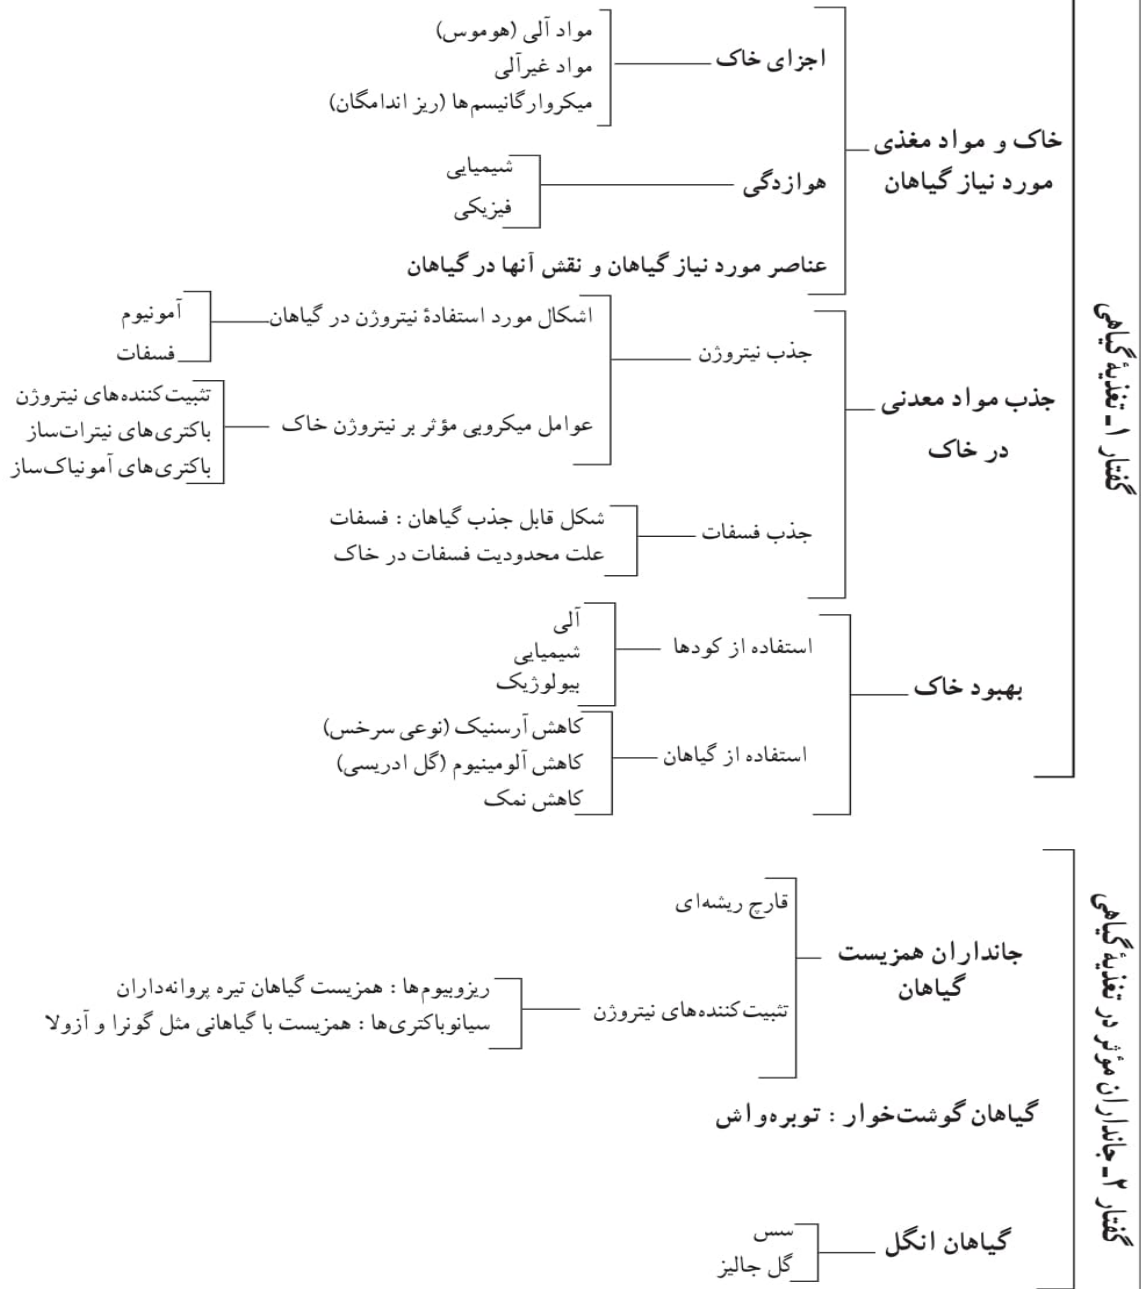 گفتار ۱ـ تغذیهٔ گیاهی
خاک و مواد مغذی
مورد نیاز گیاهان
اجزای خاک
مواد آلی (هوموس)
مواد غیرآلی
میکروارگانیسم‌ها (ریز اندامگان)
هوازدگی
شیمیایی
فیزیکی
عناصر مورد نیاز گیاهان و نقش آنها در گیاهان
جذب مواد معدنی
در خاک
جذب نیتروژن
اشکال مورد استفادهٔ نیتروژن در گیاهان
آمونیوم
فسفات
عوامل میکروبی مؤثر بر نیتروژن خاک
تثبیت‌کننده‌های نیتروژن
باکتری‌های نیترات‌ساز
باکتری‌های آمونیاک‌ساز
جذب فسفات
شکل قابل جذب گیاهان : فسفات
علت محدودیت فسفات در خاک
بهبود خاک
استفاده از کودها
آلی
شیمیایی
بیولوژیک
استفاده از گیاهان
کاهش آرسنیک (نوعی سرخس)
کاهش آلومینیوم (گل ادریسی)
کاهش نمک
گفتار ۲ـ جانداران مؤثر در تغذیهٔ گیاهی
جانداران همزیست
گیاهان
قارچ ریشه‌ای
تثبیت‌کننده‌های نیتروژن
ریزوبیوم‌ها : همزیست گیاهان تیره پروانه‌داران
سیانوباکتری‌ها : همزیست با گیاهانی مثل گونرا و آزولا
گیاهان گوشت‌خوار : توبره‌واش
گیاهان انگل
سس
گل جالیز